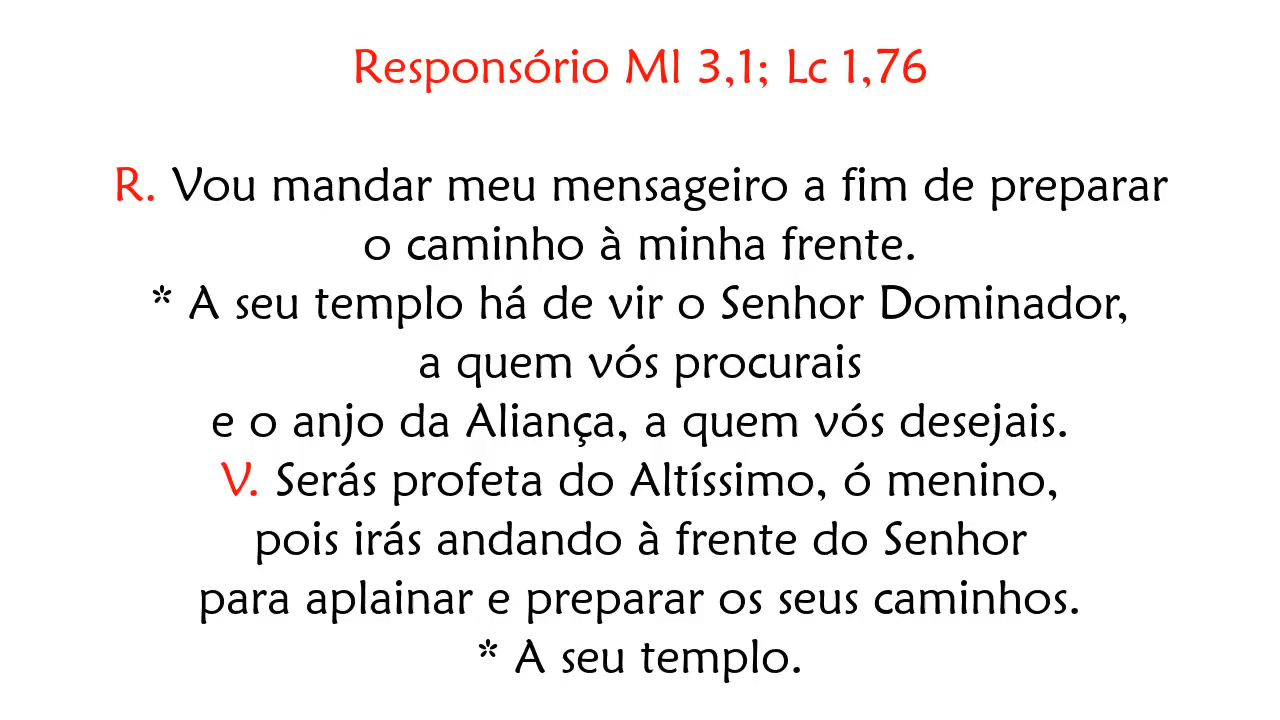 Responsório Ml 3,1; Lc 1,76
R. Vou mandar meu mensageiro a fim de preparar
o caminho à minha frente.
* A seu templo há de vir o Senhor Dominador,
a quem vós procurais
e o anjo da Aliança, a quem vós desejais.
V. Serás profeta do Altíssimo, ó menino,
pois irás andando à frente do Senhor
para aplainar e preparar os seus caminhos.
* A seu templo.